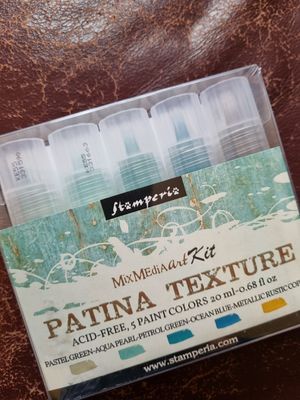 Stamperia
MixMediaartKit
PATINA TEXTURE
ACID-FREE, 5 PAINT COLORS 20 ml-0.68 fl oz
PASTEL GREEN-AQUA PEARL-PETROL GREEN-OCEAN BLUE-METALLIC RUSTIC COP
www.stamperia.com